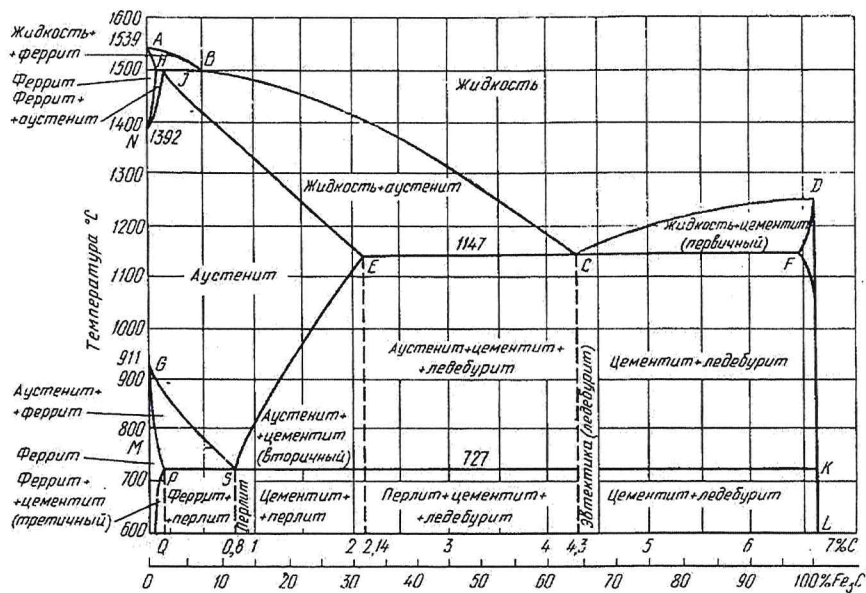 1600
1539
1500
1400
1392
1300
1200
1100
1000
911
900
800
700
600
Температура °C
Жидкость+
+феррит
Феррит
Феррит+
+аустенит
N
A
H
J
B
Жидкость
Жидкость+аустенит
D
Жидкость+цементит
(первичный)
1147
E
C
F
Аустенит
G
Аустенит+цементит+
+ледебурит
Эвтектика (ледебурит)
Цементит+ледебурит
Аустенит+
+феррит
M
Аустенит+
+цементит
(вторичный)
727
Феррит
P
S
K
Феррит+
+цементит
(третичный)
Феррит+
+перлит
Перлит
Цементит+
+перлит
Перлит+цементит+
+ледебурит
Цементит+ледебурит
L
Q 0,8 1 2 2,14 3 4 4,3 5 6 7%C
0 10 20 30 40 50 60 70 80 90 100%Fe3C